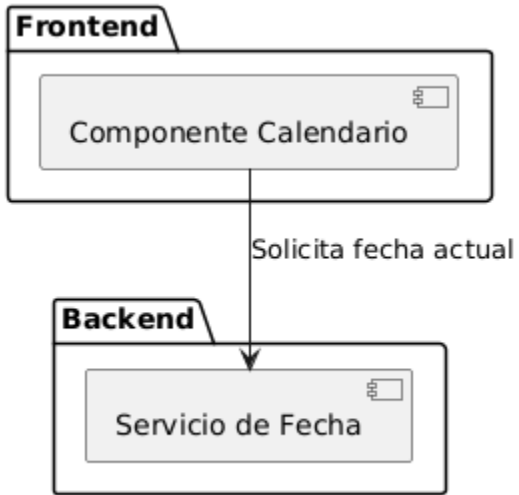 Frontend
Componente Calendario
Solicita fecha actual
Backend
Servicio de Fecha